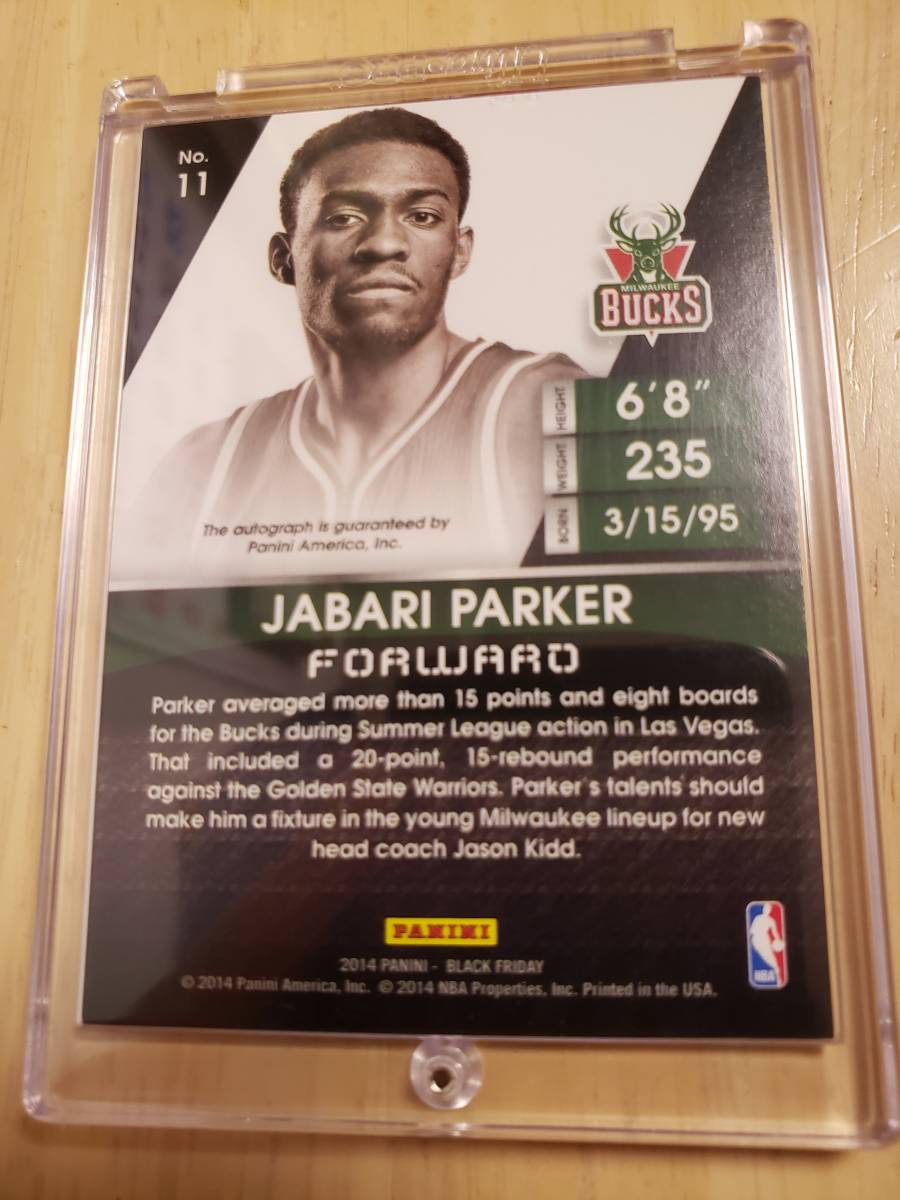 No.
11
MILWAUKEE
BUCKS
HEIGHT
6'8"
WEIGHT
235
BORN
3/15/95
The autograph is guaranteed by
Panini America, Inc.
JABARI PARKER
FORWARD
Parker averaged more than 15 points and eight boards
for the Bucks during Summer League action in Las Vegas.
That included a 20-point, 15-rebound performance
against the Golden State Warriors. Parker's talents should
make him a fixture in the young Milwaukee lineup for new
head coach Jason Kidd.
PANINI
NBA
2014 PANINI - BLACK FRIDAY
© 2014 Panini America, Inc. © 2014 NBA Properties, Inc. Printed in the USA.